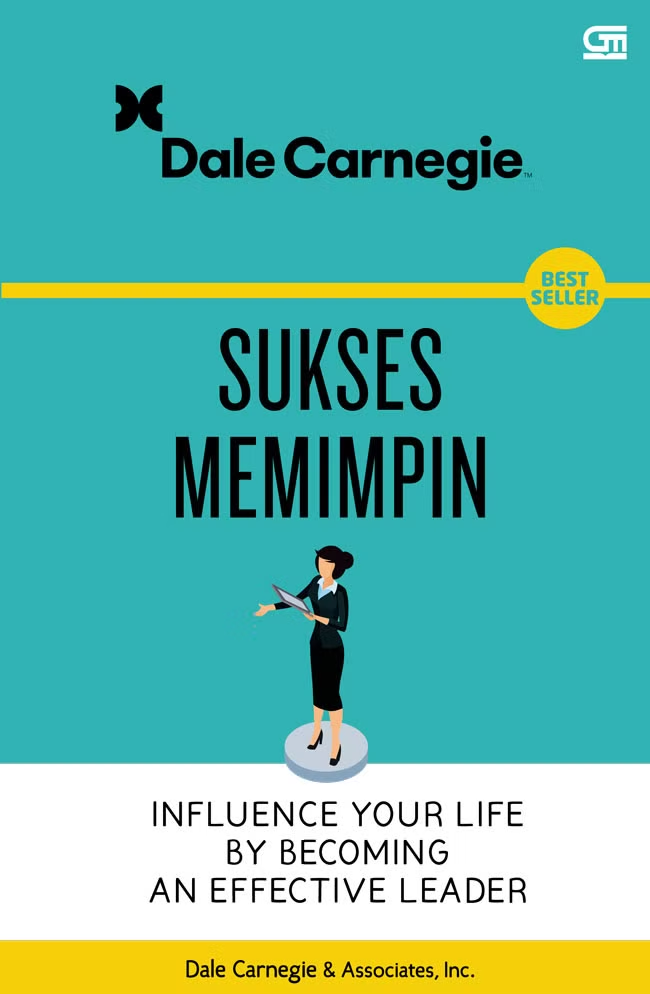 GM
Dale Carnegie™
BEST
SELLER
SUKSES
MEMIMPIN
INFLUENCE YOUR LIFE
BY BECOMING
AN EFFECTIVE LEADER
Dale Carnegie & Associates, Inc.